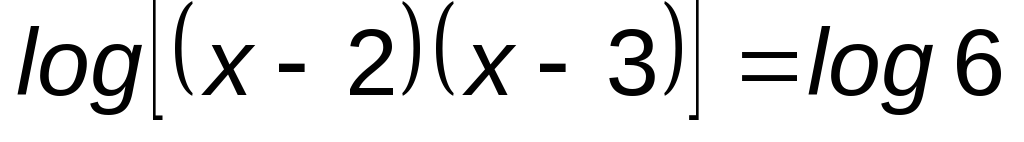 log[(x - 2)(x - 3)] = log 6